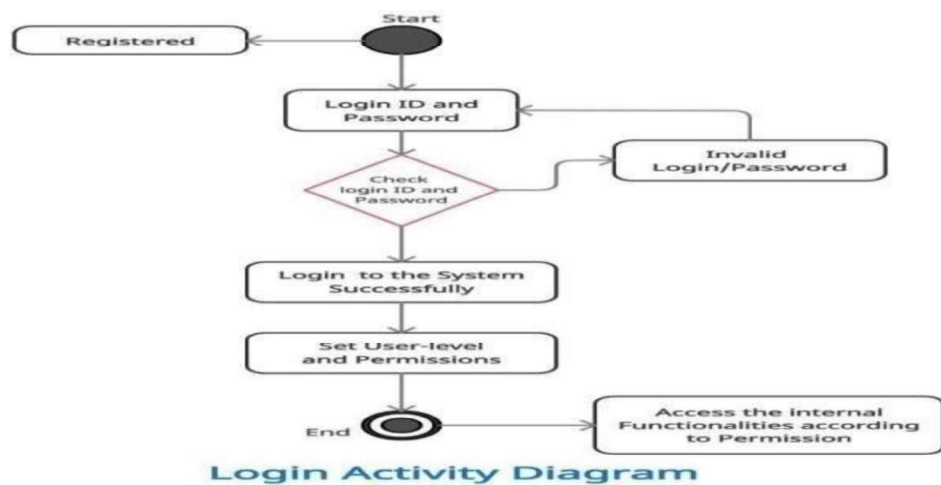 Start
Registered
Login ID and
Password
Invalid
Login/Password
Check
login ID and
Password
Login to the System
Successfully
Set User-level
and Permissions
End
Access the internal
Functionalities according
to Permission
Login Activity Diagram